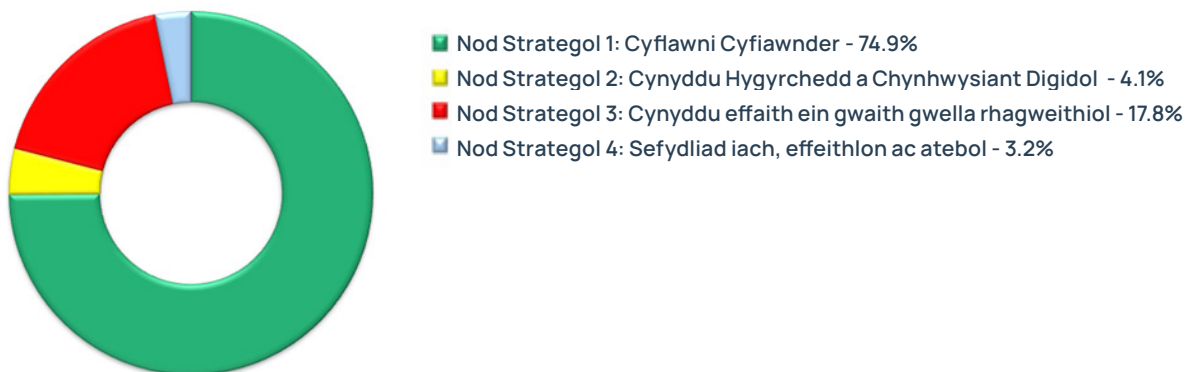 Nod Strategol 1: Cyflawni Cyfiawnder - 74.9%
Nod Strategol 2: Cynyddu Hygyrchedd a Chynhwysiant Digidol - 4.1%
Nod Strategol 3: Cynyddu effaith ein gwaith gwella rhagweithiol - 17.8%
Nod Strategol 4: Sefydliad iach, effeithlon ac atebol - 3.2%